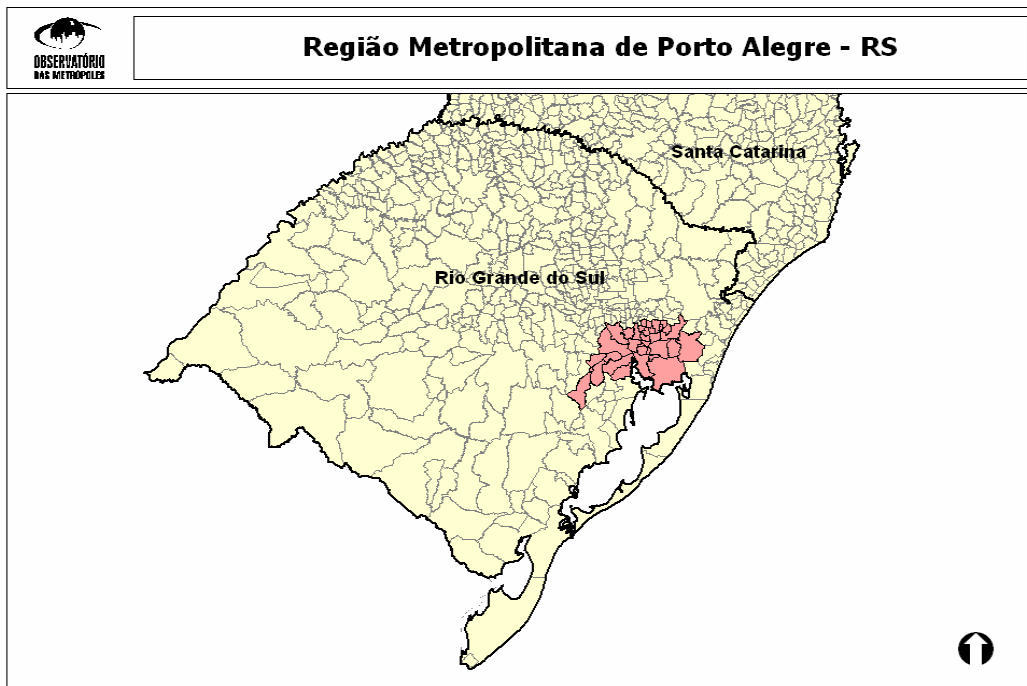 OBSERVATÓRIO
DAS METRÓPOLES
Região Metropolitana de Porto Alegre - RS
Santa Catarina
Rio Grande do Sul